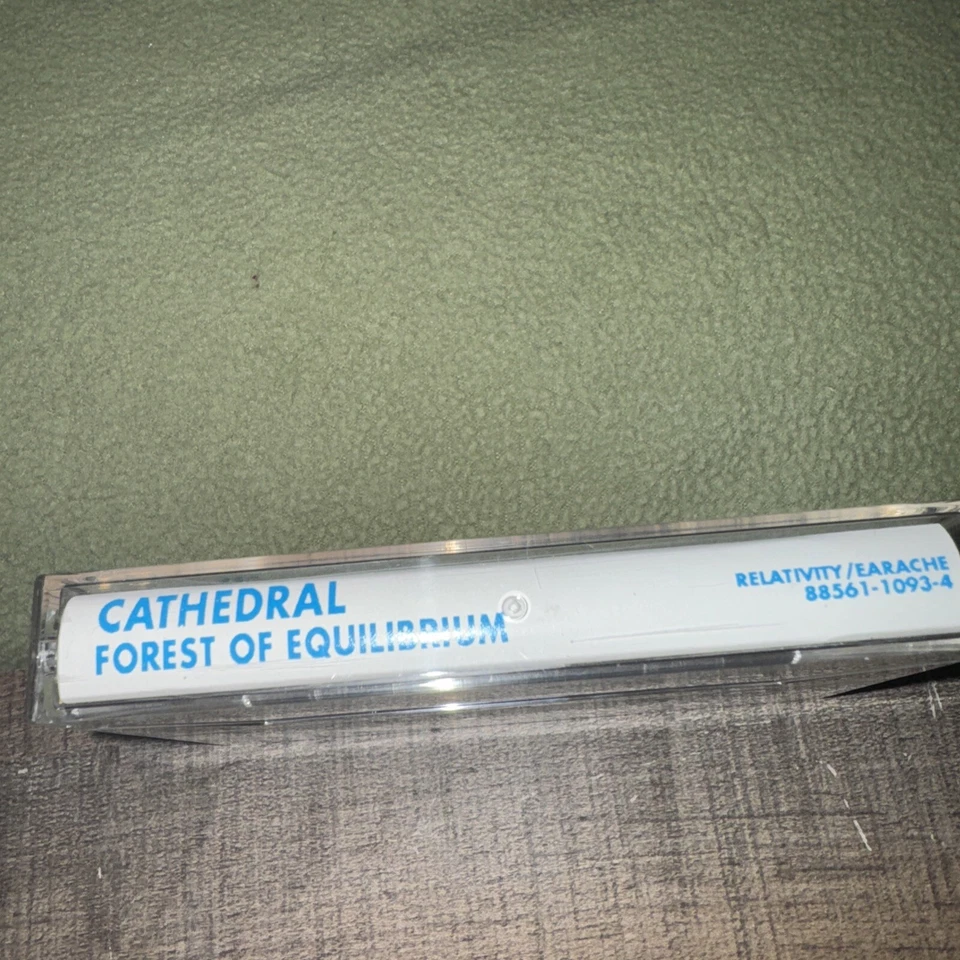 CATHEDRAL
FOREST OF EQUILIBRIUM
RELATIVITY/EARACHE
88561-1093-4